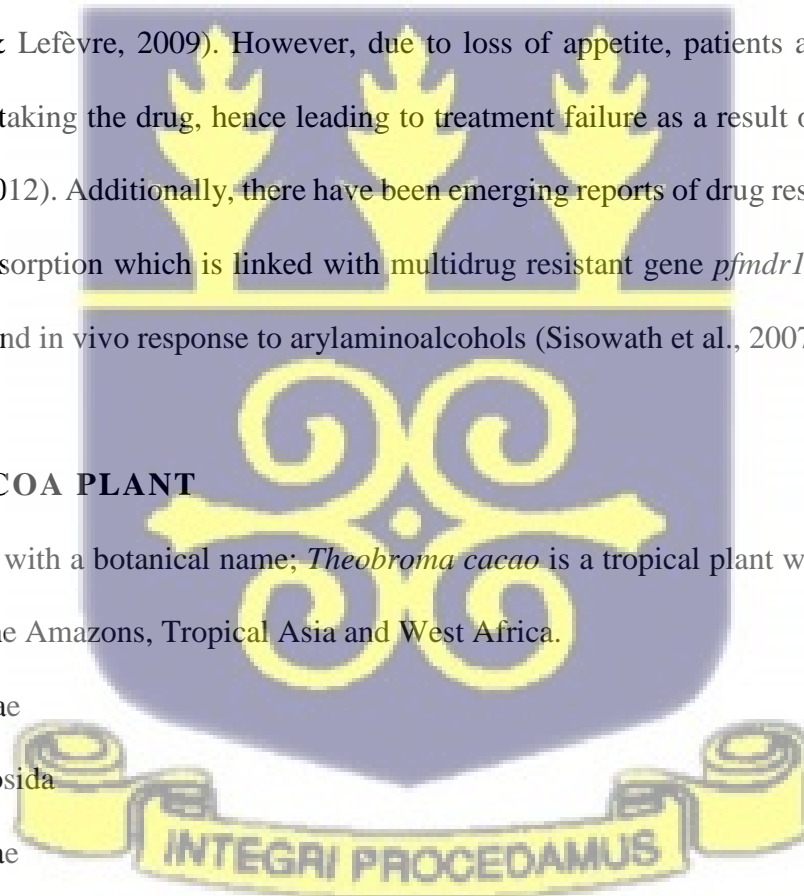 Lefèvre, 2009). However, due to loss of appetite, patients a
taking the drug, hence leading to treatment failure as a result
012). Additionally, there have been emerging reports of drug res
sorption which is linked with multidrug resistant gene pfmdr1
nd in vivo response to arylaminoalcohols (Sisowath et al., 2007
COA PLANT
with a botanical name; Theobroma cacao is a tropical plant w
ne Amazons, Tropical Asia and West Africa.
ae
osida
ae
INTEGRI PROCEDAMUS